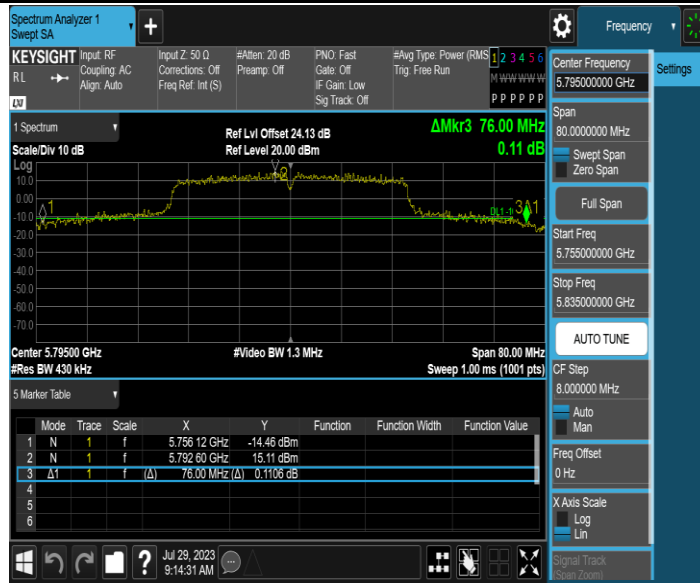 Spectrum Analyzer 1
Swept SA
+
Frequency
KEYSIGHT
RL
LXI
Input: RF
Coupling: AC
Align: Auto
Input Z: 50 Ω
Corrections: Off
Freq Ref: Int (S)
#Atten: 20 dB
Preamp: Off
PNO: Fast
Gate: Off
IF Gain: Low
Sig Track: Off
#Avg Type: Power (RMS
Trig: Free Run
1 2 3 4 5 6
M W W W W W
P P P P P P
Settings
Center Frequency
5.795000000 GHz
Span
80.0000000 MHz
Swept Span
Zero Span
Full Span
Start Freq
5.755000000 GHz
Stop Freq
5.835000000 GHz
AUTO TUNE
CF Step
8.000000 MHz
Auto
Man
Freq Offset
0 Hz
X Axis Scale
Log
Lin
Signal Track
(Span Zoom)
1 Spectrum
Scale/Div 10 dB
Ref Lvl Offset 24.13 dB
Ref Level 20.00 dBm
ΔMkr3 76.00 MHz
0.11 dB
Log
10.0
0.00
-10.0
-20.0
-30.0
-40.0
-50.0
-60.0
-70.0
1
2
3Δ1
Center 5.79500 GHz
#Video BW 1.3 MHz
Span 80.00 MHz
#Res BW 430 kHz
Sweep 1.00 ms (1001 pts)
5 Marker Table
Mode Trace Scale X Y Function Function Width Function Value
1 N 1 f 5.756 12 GHz -14.46 dBm
2 N 1 f 5.792 60 GHz 15.11 dBm
3 Δ1 1 f (Δ) 76.00 MHz (Δ) 0.1106 dB
4
5
6
?
Jul 29, 2023
9:14:31 AM